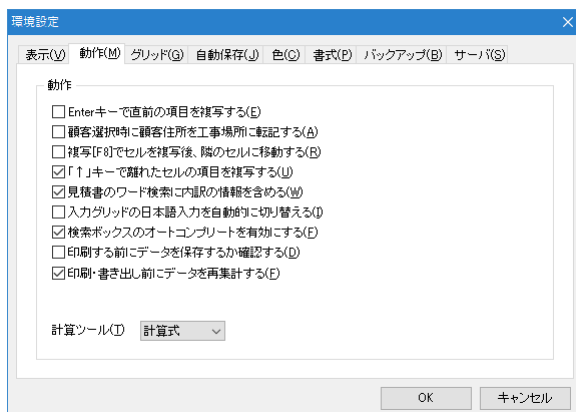 環境設定
表示(V) 動作(M) グリッド(G) 自動保存(J) 色(C) 書式(P) バックアップ(B) サーバ(S)
動作
Enterキーで直前の項目を複写する(E)
顧客選択時に顧客住所を工事場所に転記する(A)
複写[F8]でセルを複写後、隣のセルに移動する(R)
「↑」キーで離れたセルの項目を複写する(U)
見積書のワード検索に内訳の情報を含める(W)
入力グリッドの日本語入力を自動的に切り替える(I)
検索ボックスのオートコンプリートを有効にする(F)
印刷する前にデータを保存するか確認する(D)
印刷・書き出し前にデータを再集計する(F)
計算ツール(T) 計算式
OK キャンセル